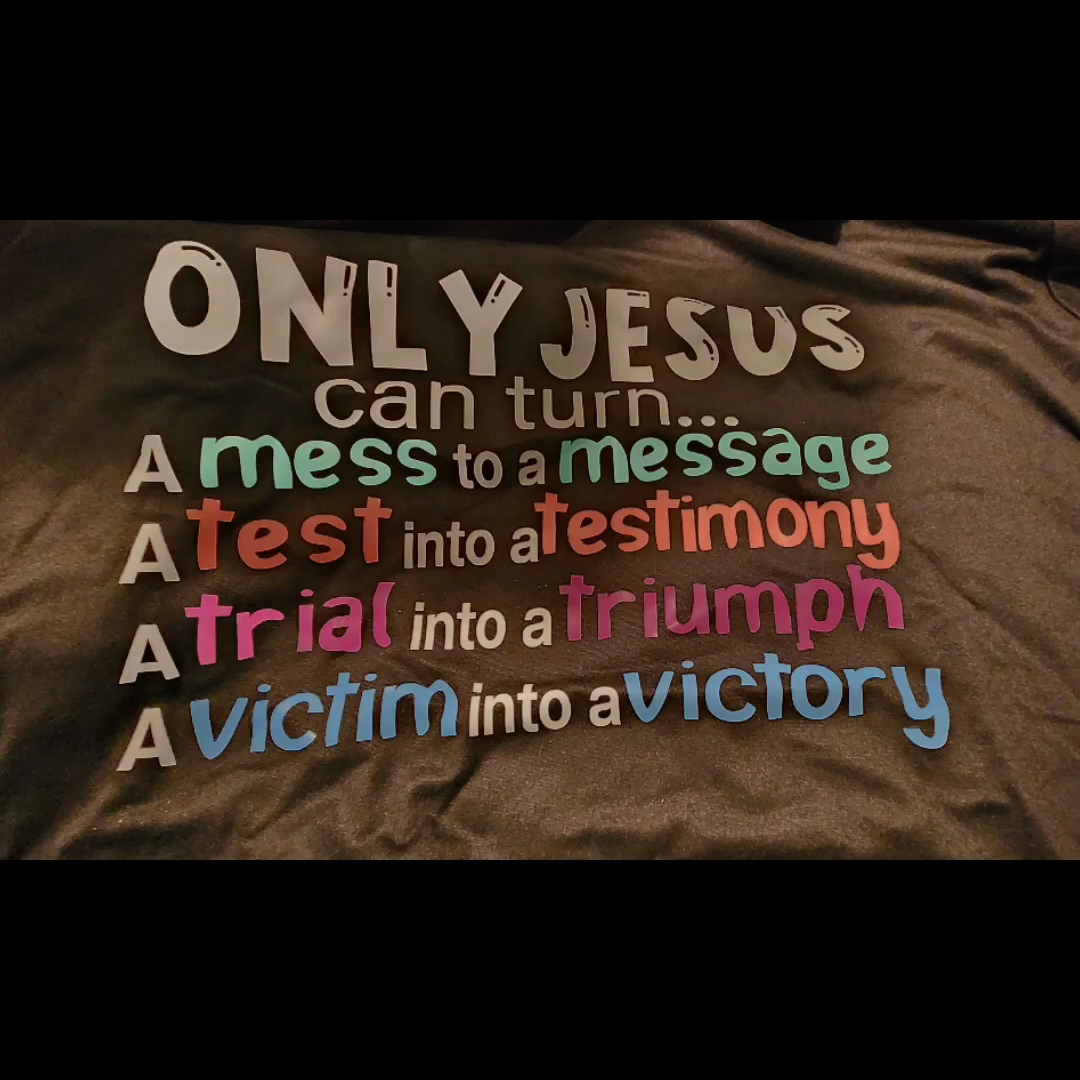 ONLY JESUS
can turn...
A mess to a message
A test into a testimony
A trial into a triumph
A victim into a victory